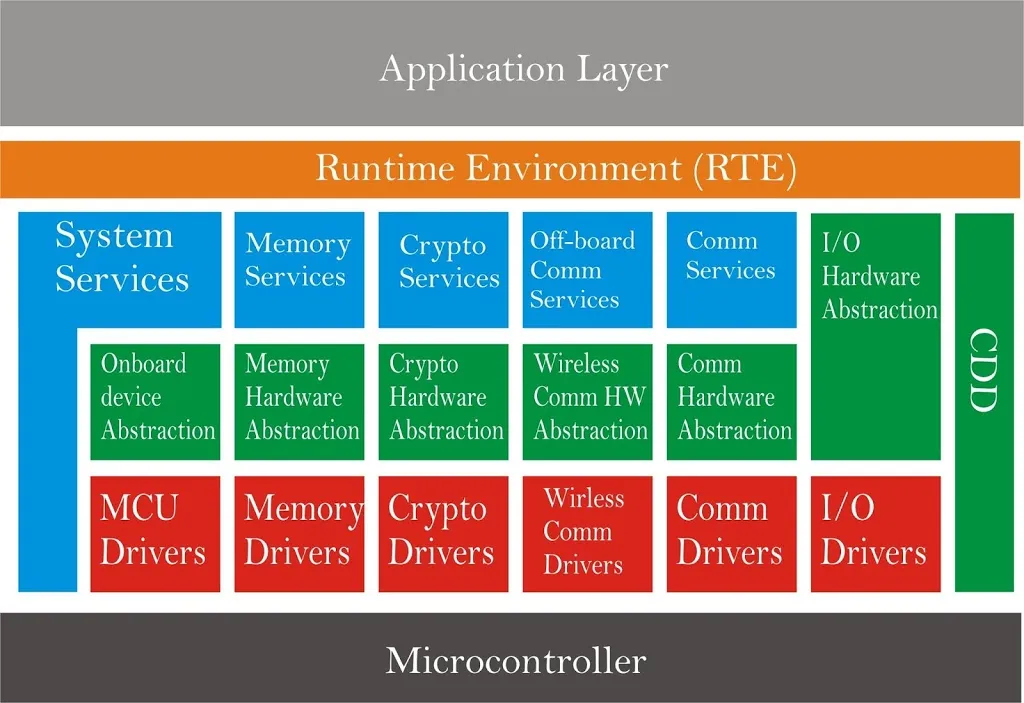 Application Layer
Runtime Environment (RTE)
System
Services
Memory
Services
Crypto
Services
Off-board
Comm
Services
Comm
Services
I/O
Hardware
Abstraction
CDD
Onboard
device
Abstraction
Memory
Hardware
Abstraction
Crypto
Hardware
Abstraction
Wireless
Comm HW
Abstraction
Comm
Hardware
Abstraction
MCU
Drivers
Memory
Drivers
Crypto
Drivers
Wirless
Comm
Drivers
Comm
Drivers
I/O
Drivers
Microcontroller